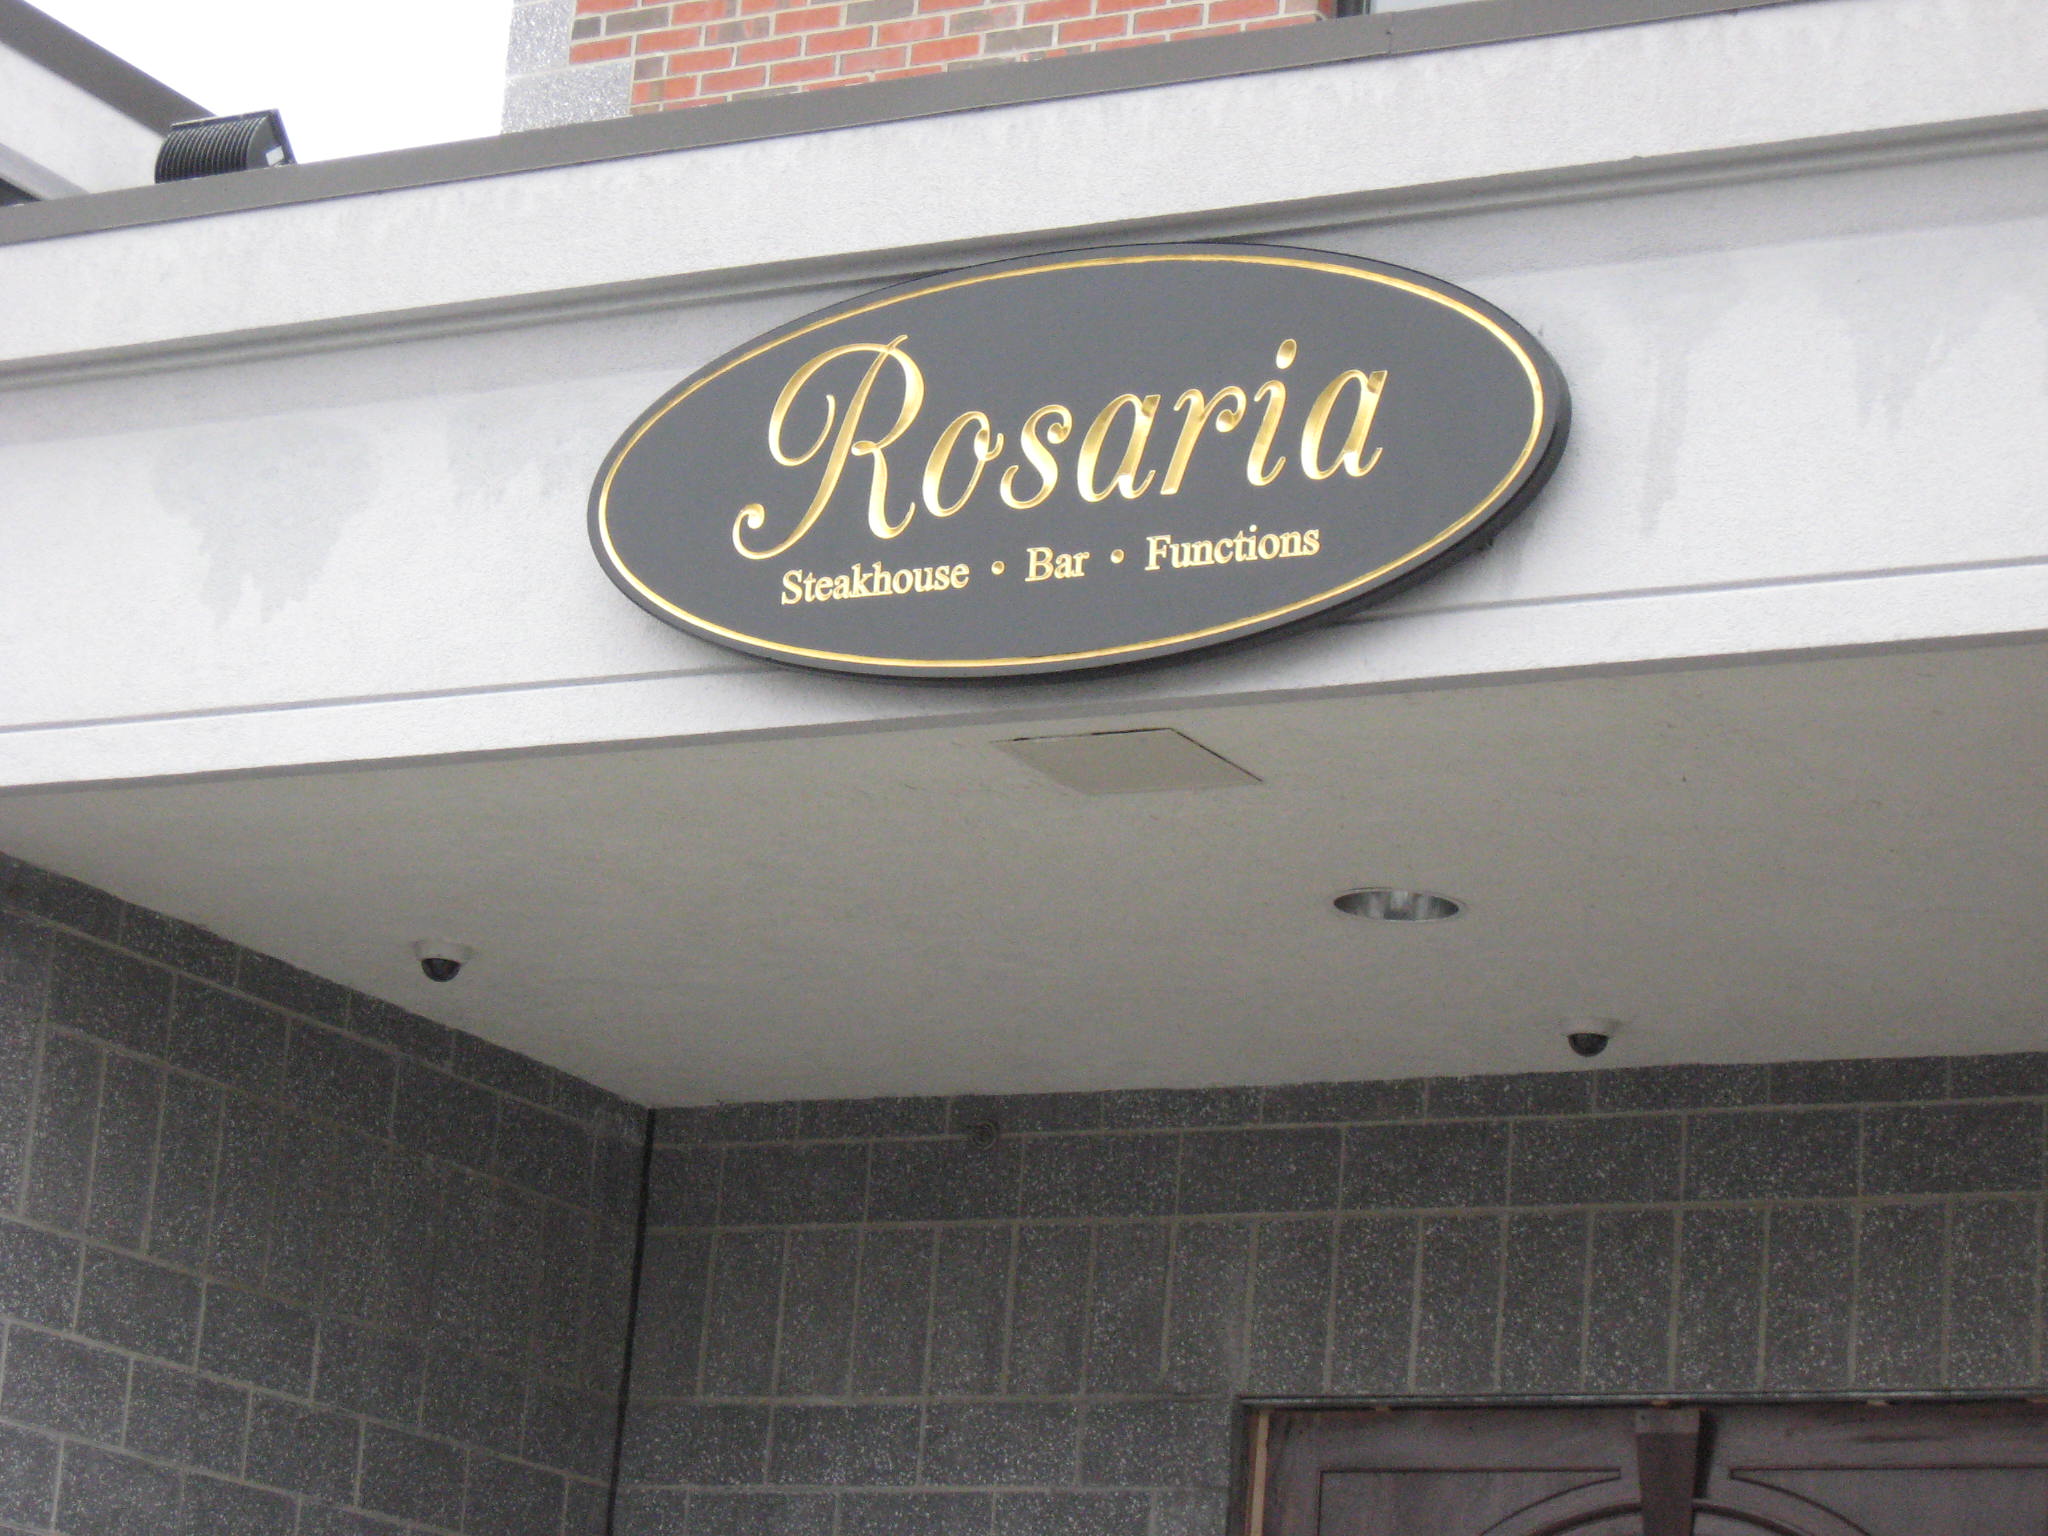 Rosaria
Steakhouse • Bar • Functions